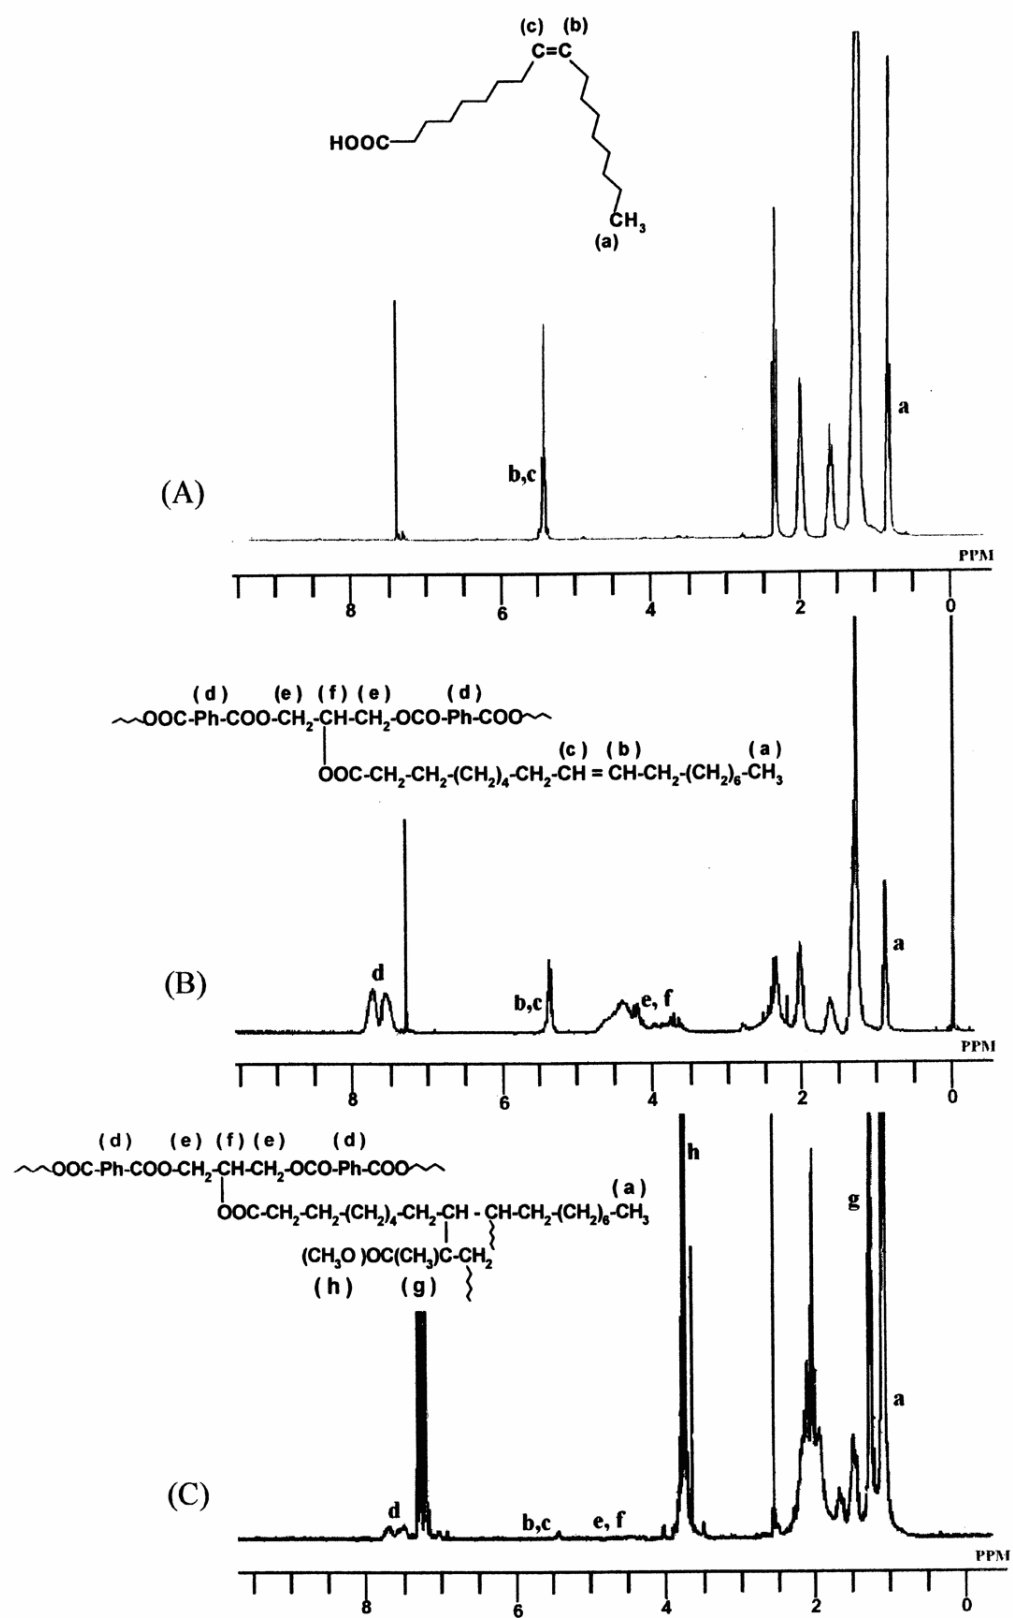 (c) (b)
C=C
HOOC
CH3
(a)
a
b,c
(A)
PPM
8 6 4 2 0
(d) (e) (f) (e) (d)
OOC-Ph-COO-CH2-CH-CH2-OCO-Ph-COO
(c) (b) (a)
OOC-CH2-CH2-(CH2)4-CH2-CH = CH-CH2-(CH2)6-CH3
a
d
(B)
b,c
e, f
PPM
8 6 4 2 0
(d) (e) (f) (e) (d)
OOC-Ph-COO-CH2-CH-CH2-OCO-Ph-COO
h
(a)
g
OOC-CH2-CH2-(CH2)4-CH2-CH - CH-CH2-(CH2)6-CH3
(CH3O )OC(CH3)C-CH2
(h) (g)
a
(C)
d
b,c
e, f
PPM
8 6 4 2 0